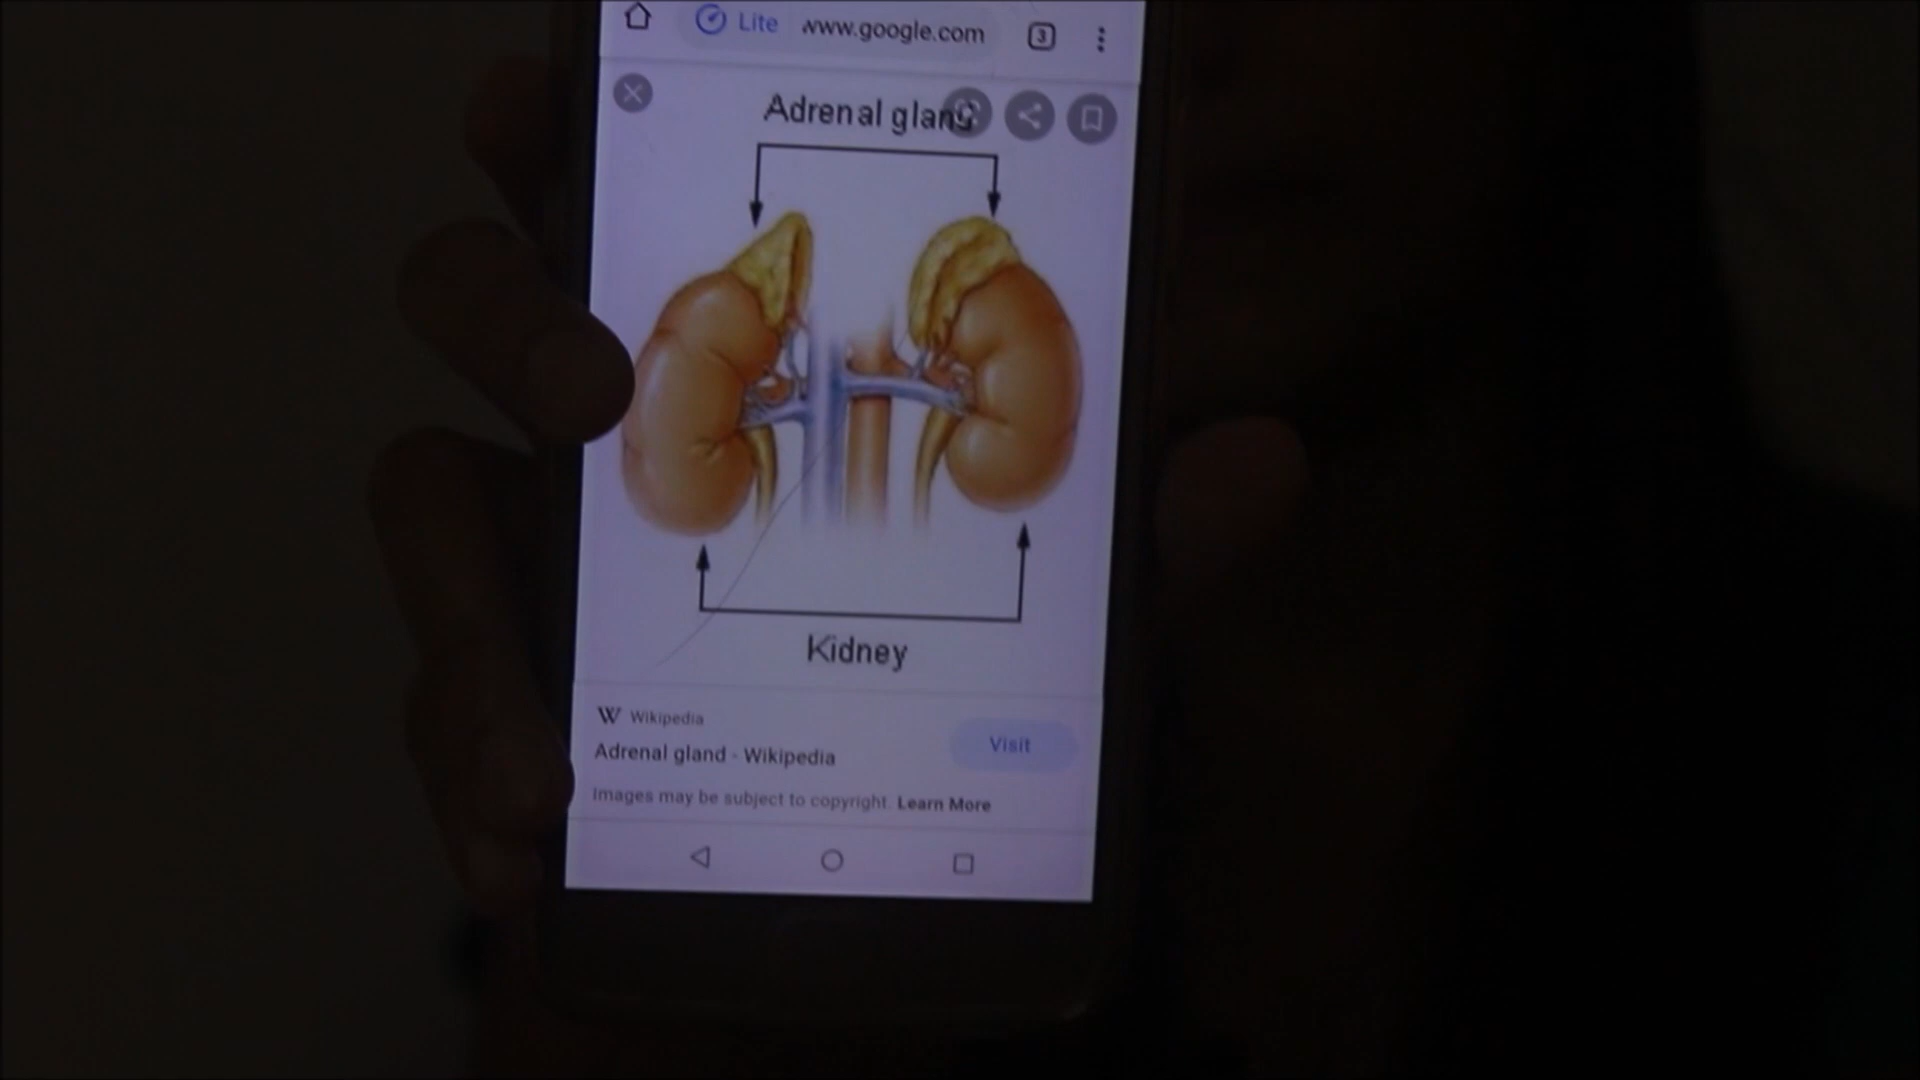 Lite www.google.com 3
Adrenal gland
Kidney
W Wikipedia
Adrenal gland - Wikipedia
Visit
Images may be subject to copyright. Learn More